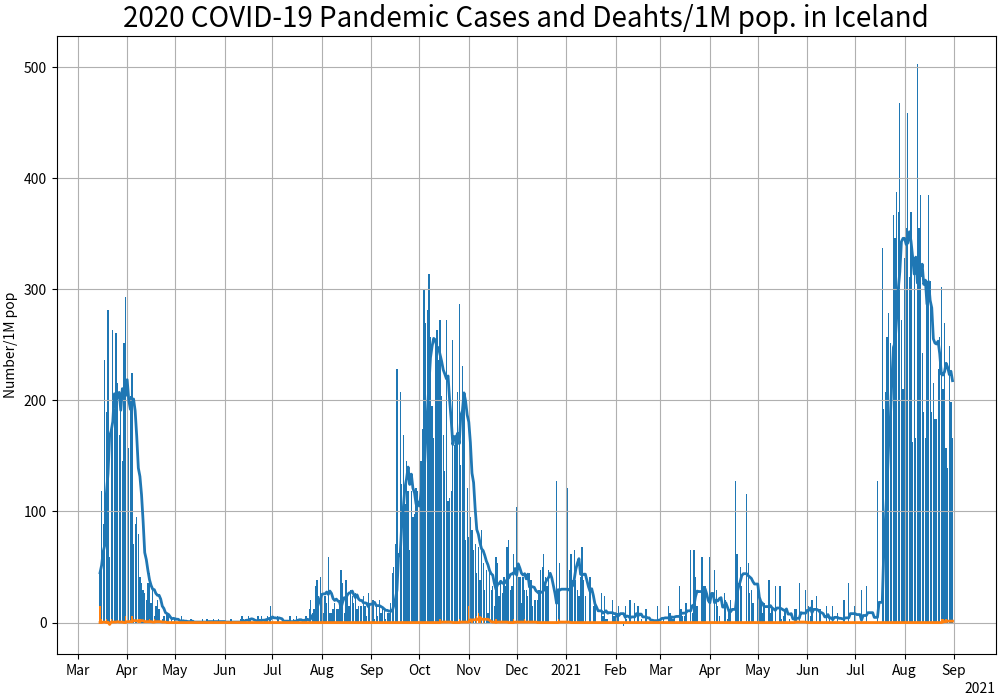 2020 COVID-19 Pandemic Cases and Deahts/1M pop. in Iceland
Number/1M pop
500
400
300
200
100
0
Mar Apr May Jun Jul Aug Sep Oct Nov Dec 2021 Feb Mar Apr May Jun Jul Aug Sep
2021